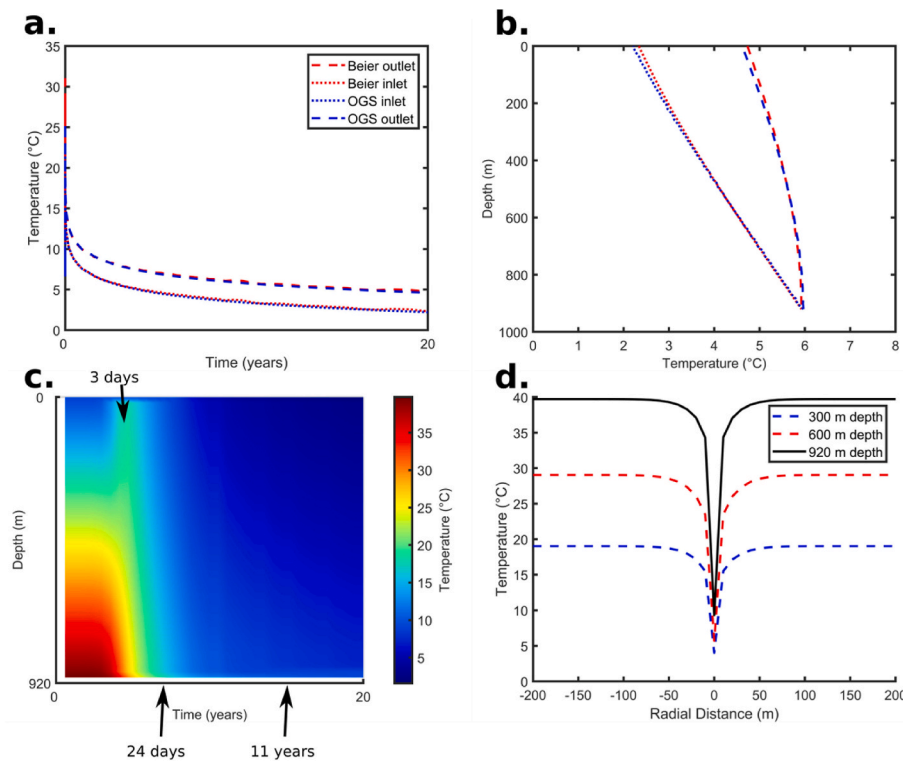 a.
35
30
25
20
15
10
5
0
Temperature (°C)
0
20
Time (years)
Beier outlet
Beier inlet
OGS inlet
OGS outlet
b.
0
200
400
600
800
1000
Depth (m)
0 1 2 3 4 5 6 7 8
Temperature (°C)
c.
3 days
0
920
Depth (m)
0
20
Time (years)
24 days
11 years
35
30
25
20
15
10
5
Temperature (°C)
d.
40
35
30
25
20
15
10
5
0
Temperature (°C)
300 m depth
600 m depth
920 m depth
-200 -150 -100 -50 0 50 100 150 200
Radial Distance (m)